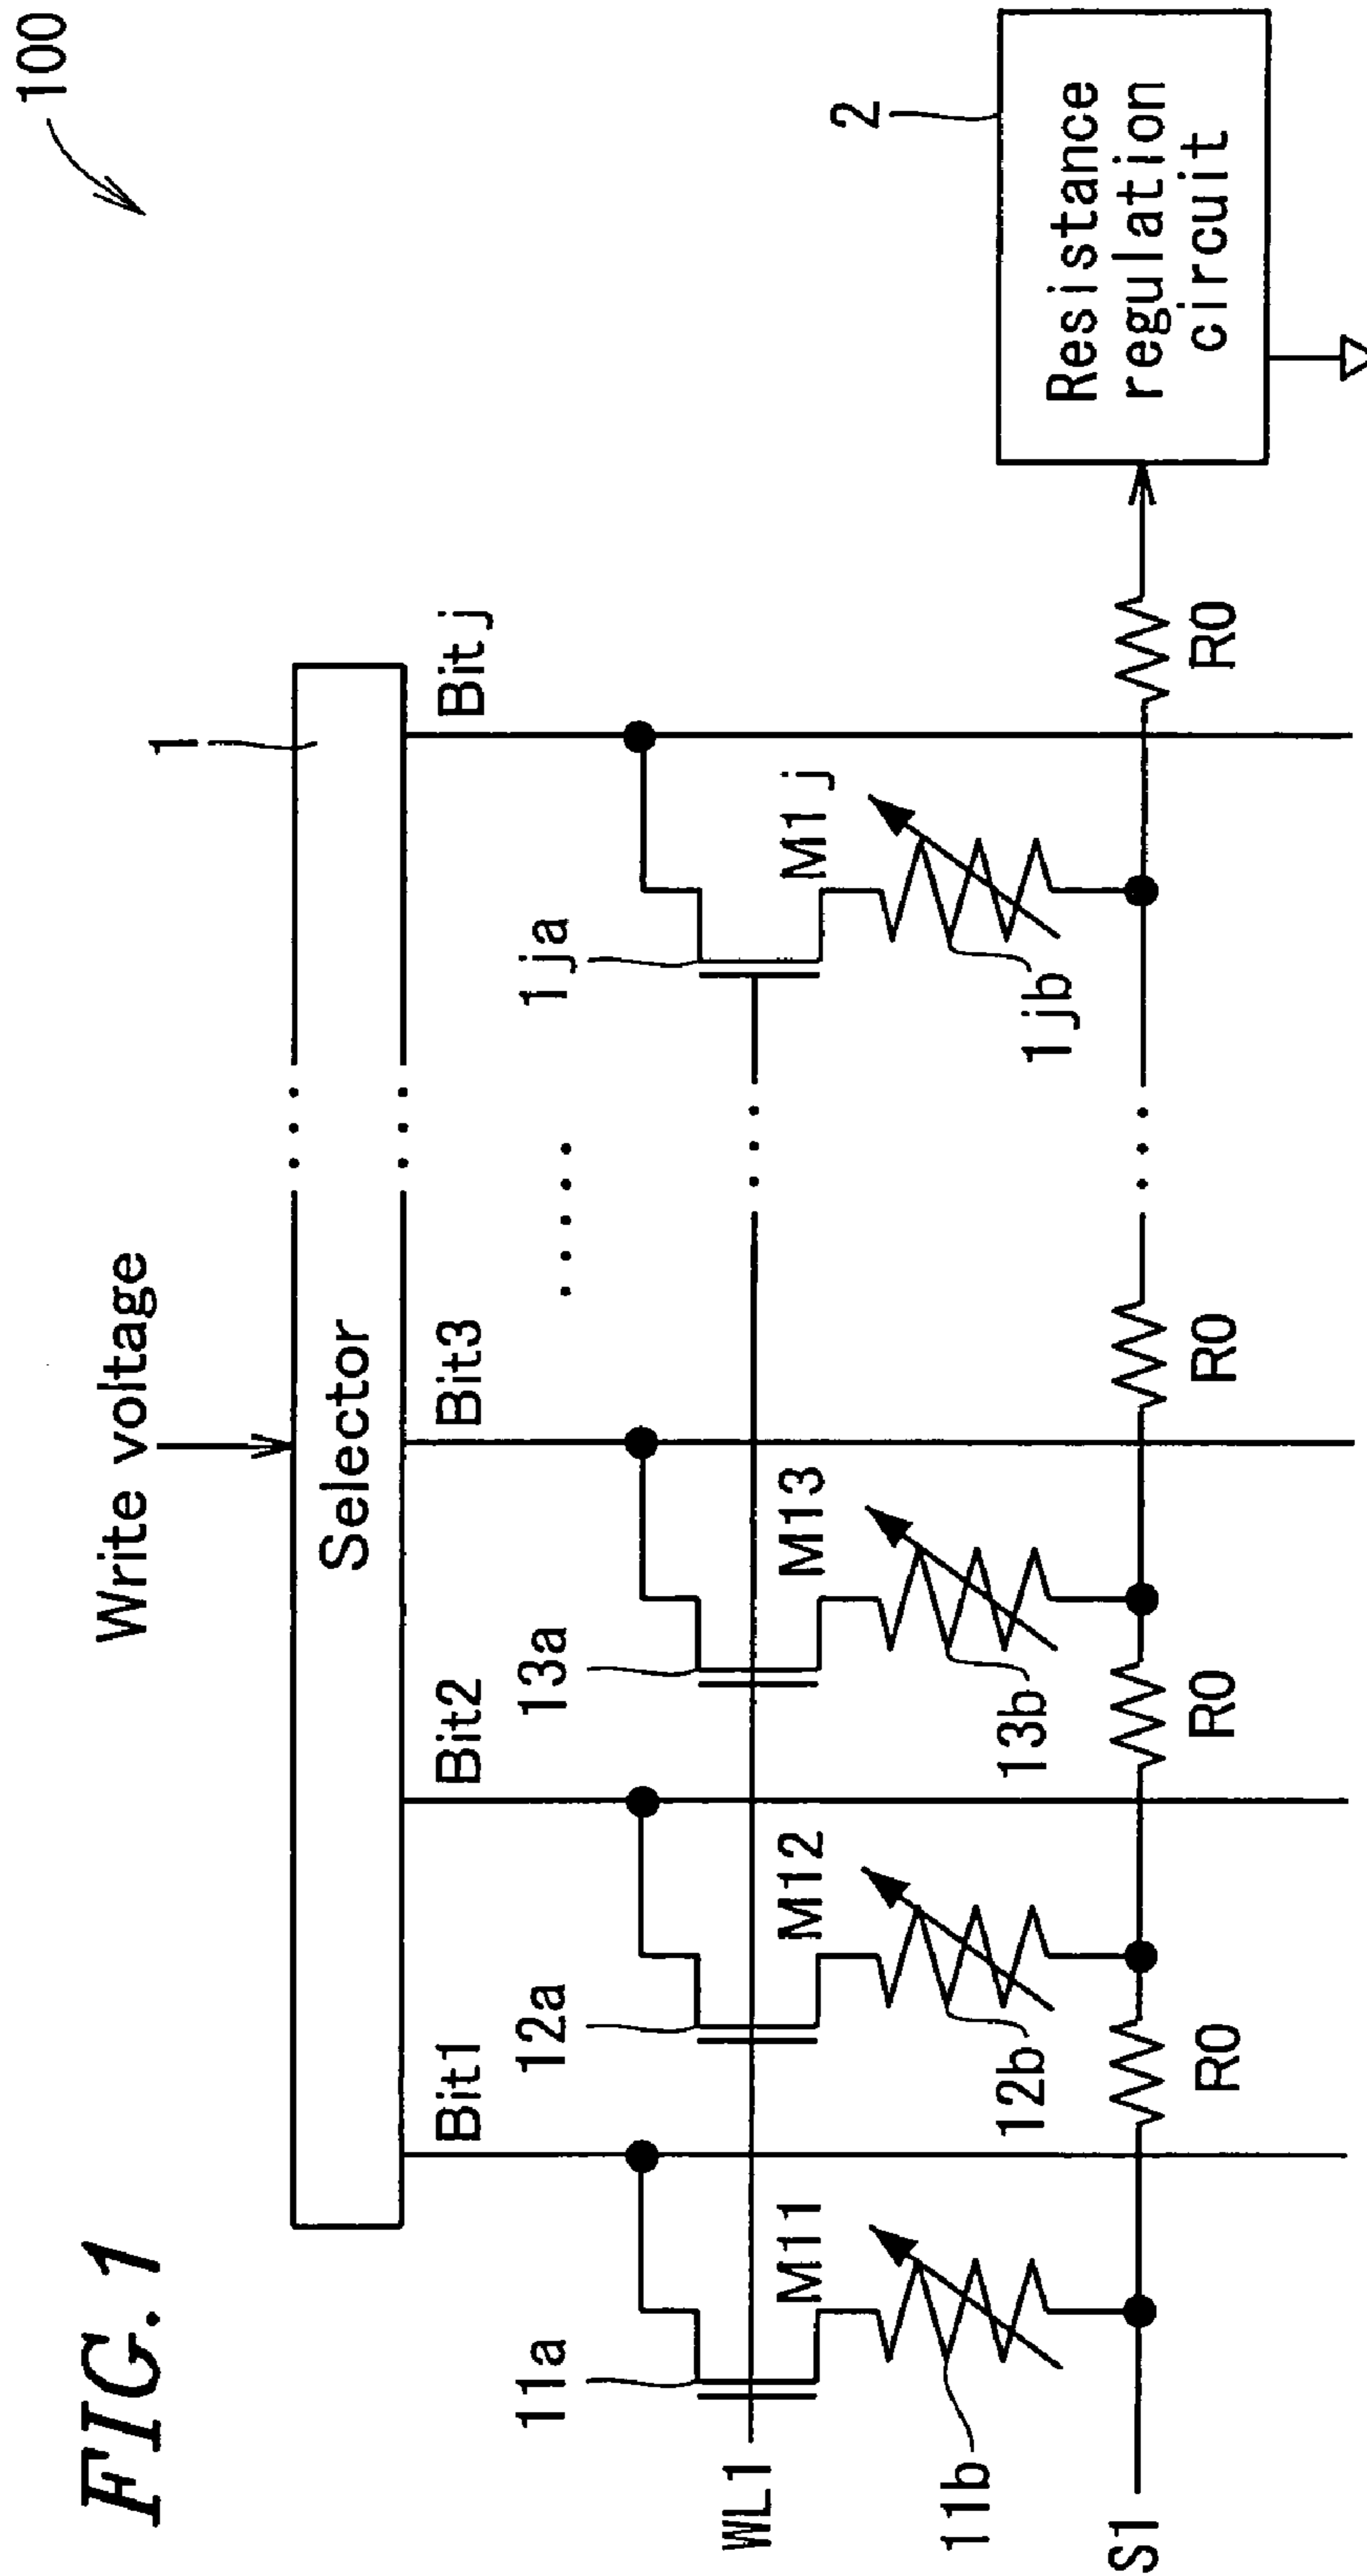 FIG. 1
100
Write voltage
1
Selector
Bit1
Bit2
Bit3
Bit j
11a
12a
13a
1ja
WL1
M11
M12
M13
M1 j
2
Resistance
regulation
circuit
11b
12b
13b
1jb
S1
R0
R0
R0
R0